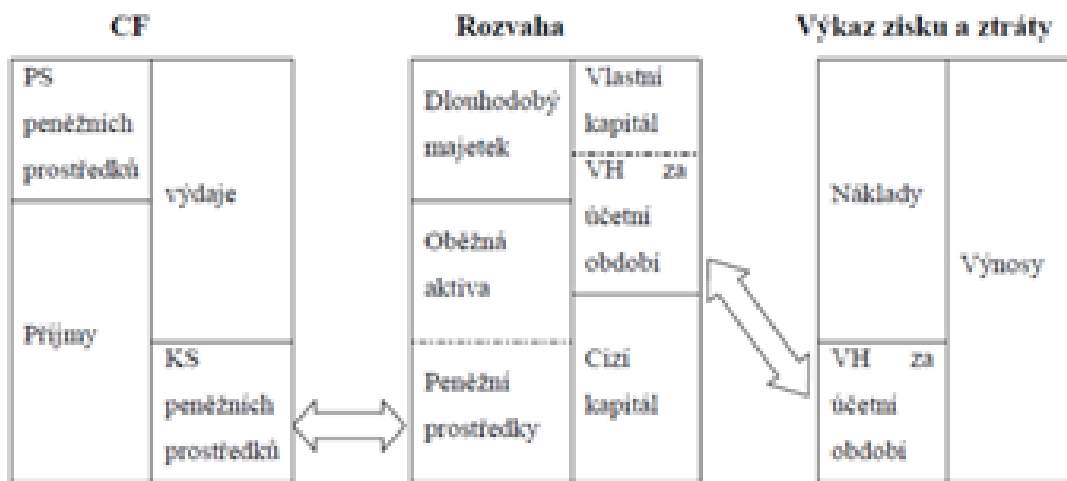 CF
PS
peněžních
prostředků
Příjmy
výdaje
KS
peněžních
prostředků
Rozvaha
Dlouhodobý
majetek
Oběžná
aktiva
Peněžní
prostředky
Vlastní
kapitál
VH za
účetní
období
Cizí
kapitál
Výkaz zisku a ztráty
Náklady
VH za
účetní
období
Výnosy